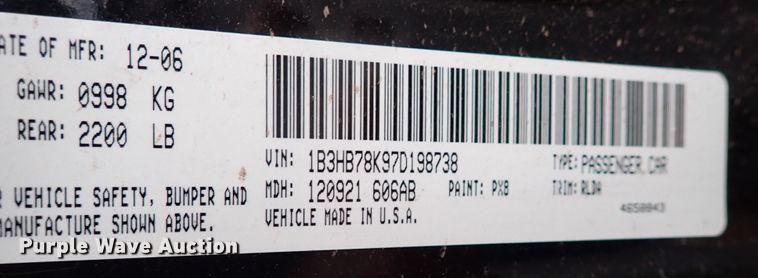 ATE OF MFR: 12-06
GAWR: 0998 KG
REAR: 2200 LB
VIN: 1B3HB78K97D198738 TYPE: PASSENGER CAR
MDH: 120921 606AB PAINT: PX8 TRIM: RLDA
VEHICLE MADE IN U.S.A. 4658843
R VEHICLE SAFETY, BUMPER AND
MANUFACTURE SHOWN ABOVE.
Purple Wave Auction